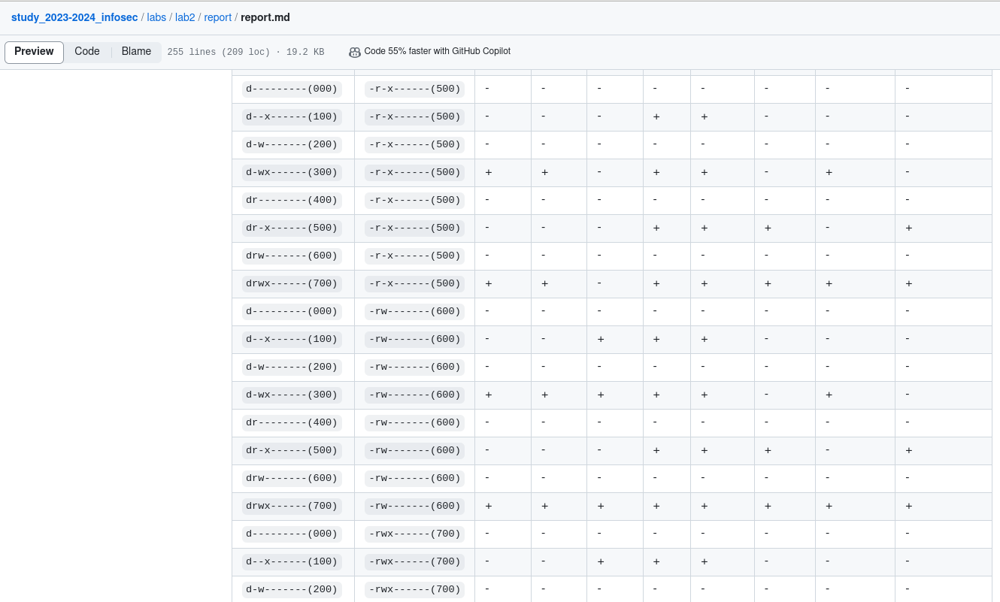 study_2023-2024_infosec / labs / lab2 / report / report.md
Preview Code Blame 255 lines (209 loc) · 19.2 KB Code 55% faster with GitHub Copilot
d---------(000) -r-x------(500) - - - - - - - -
d--x------(100) -r-x------(500) - - - + + - - -
d-w-------(200) -r-x------(500) - - - - - - - -
d-wx------(300) -r-x------(500) + + - + + - + -
dr--------(400) -r-x------(500) - - - - - - - -
dr-x------(500) -r-x------(500) - - - + + + - +
drw-------(600) -r-x------(500) - - - - - - - -
drwx------(700) -r-x------(500) + + - + + + + +
d---------(000) -rw-------(600) - - - - - - - -
d--x------(100) -rw-------(600) - - + + + - - -
d-w-------(200) -rw-------(600) - - - - - - - -
d-wx------(300) -rw-------(600) + + + + + - + -
dr--------(400) -rw-------(600) - - - - - - - -
dr-x------(500) -rw-------(600) - - - + + + - +
drw-------(600) -rw-------(600) - - - - - - - -
drwx------(700) -rw-------(600) + + + + + + + +
d---------(000) -rwx------(700) - - - - - - - -
d--x------(100) -rwx------(700) - - + + + - - -
d-w-------(200) -rwx------(700) - - - - - - - -